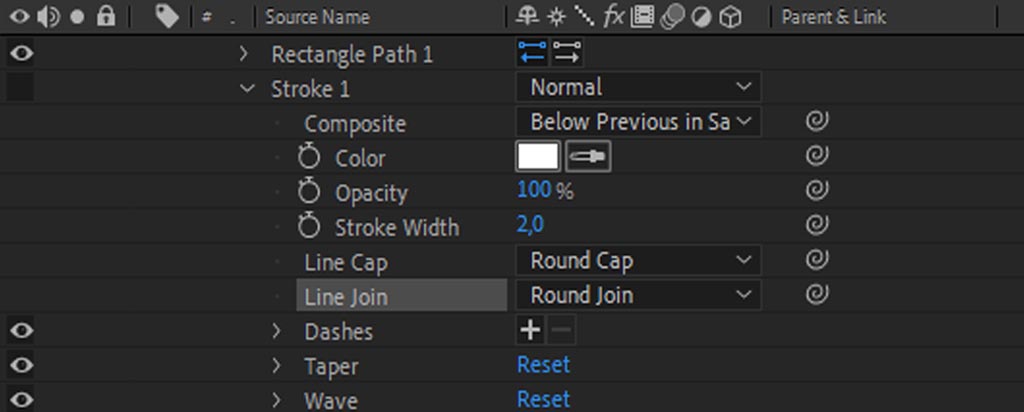 # . Source Name fx Parent & Link
Rectangle Path 1
Stroke 1 Normal
Composite Below Previous in Sa
Color
Opacity 100 %
Stroke Width 2,0
Line Cap Round Cap
Line Join Round Join
Dashes + −
Taper Reset
Wave Reset